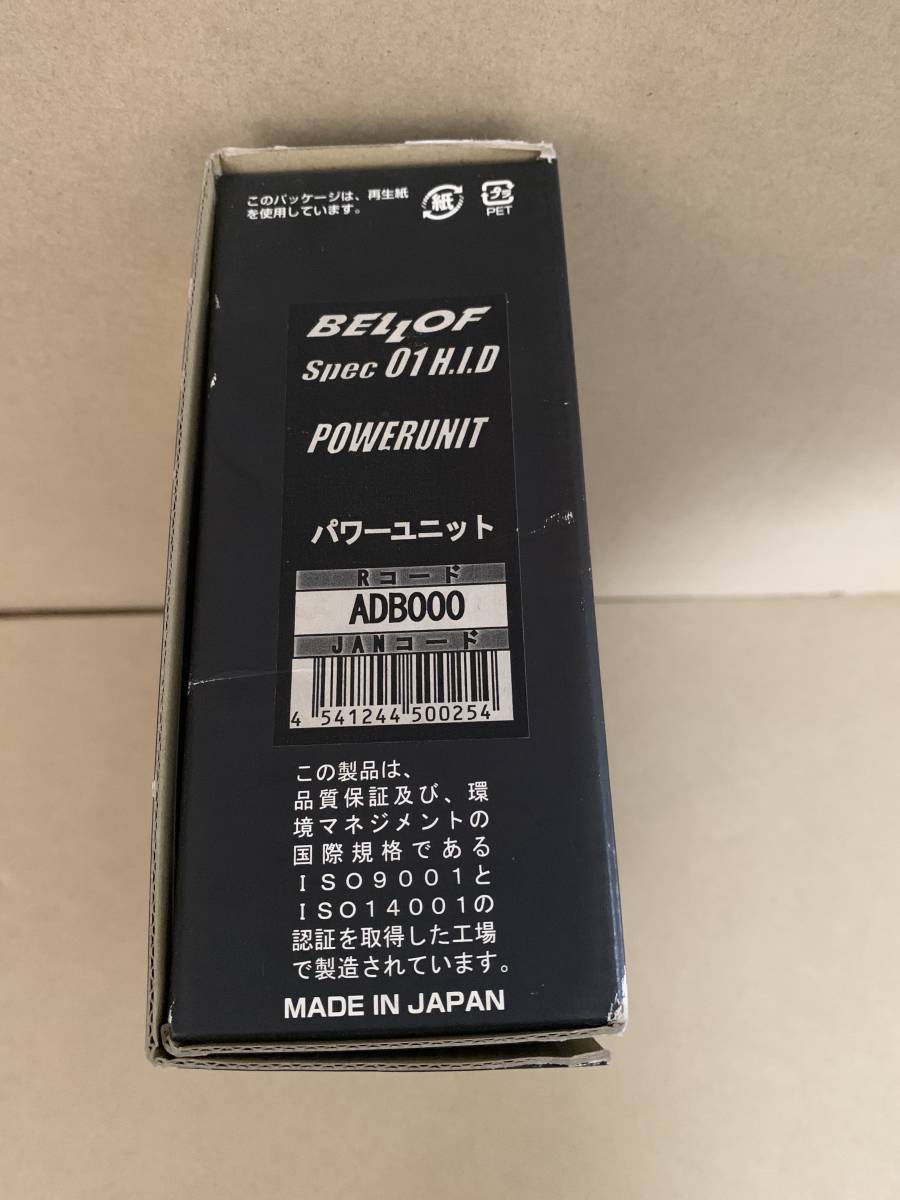 このパッケージは、再生紙
を使用しています。
紙
プラ
PET
BELLOF
Spec 01 H.I.D
POWERUNIT
パワーユニット
Rコード
ADB000
JANコード
4 541244 500254
この製品は、
品質保証及び、環
境マネジメントの
国際規格である
ISO9001と
ISO14001の
認証を取得した工場
で製造されています。
MADE IN JAPAN